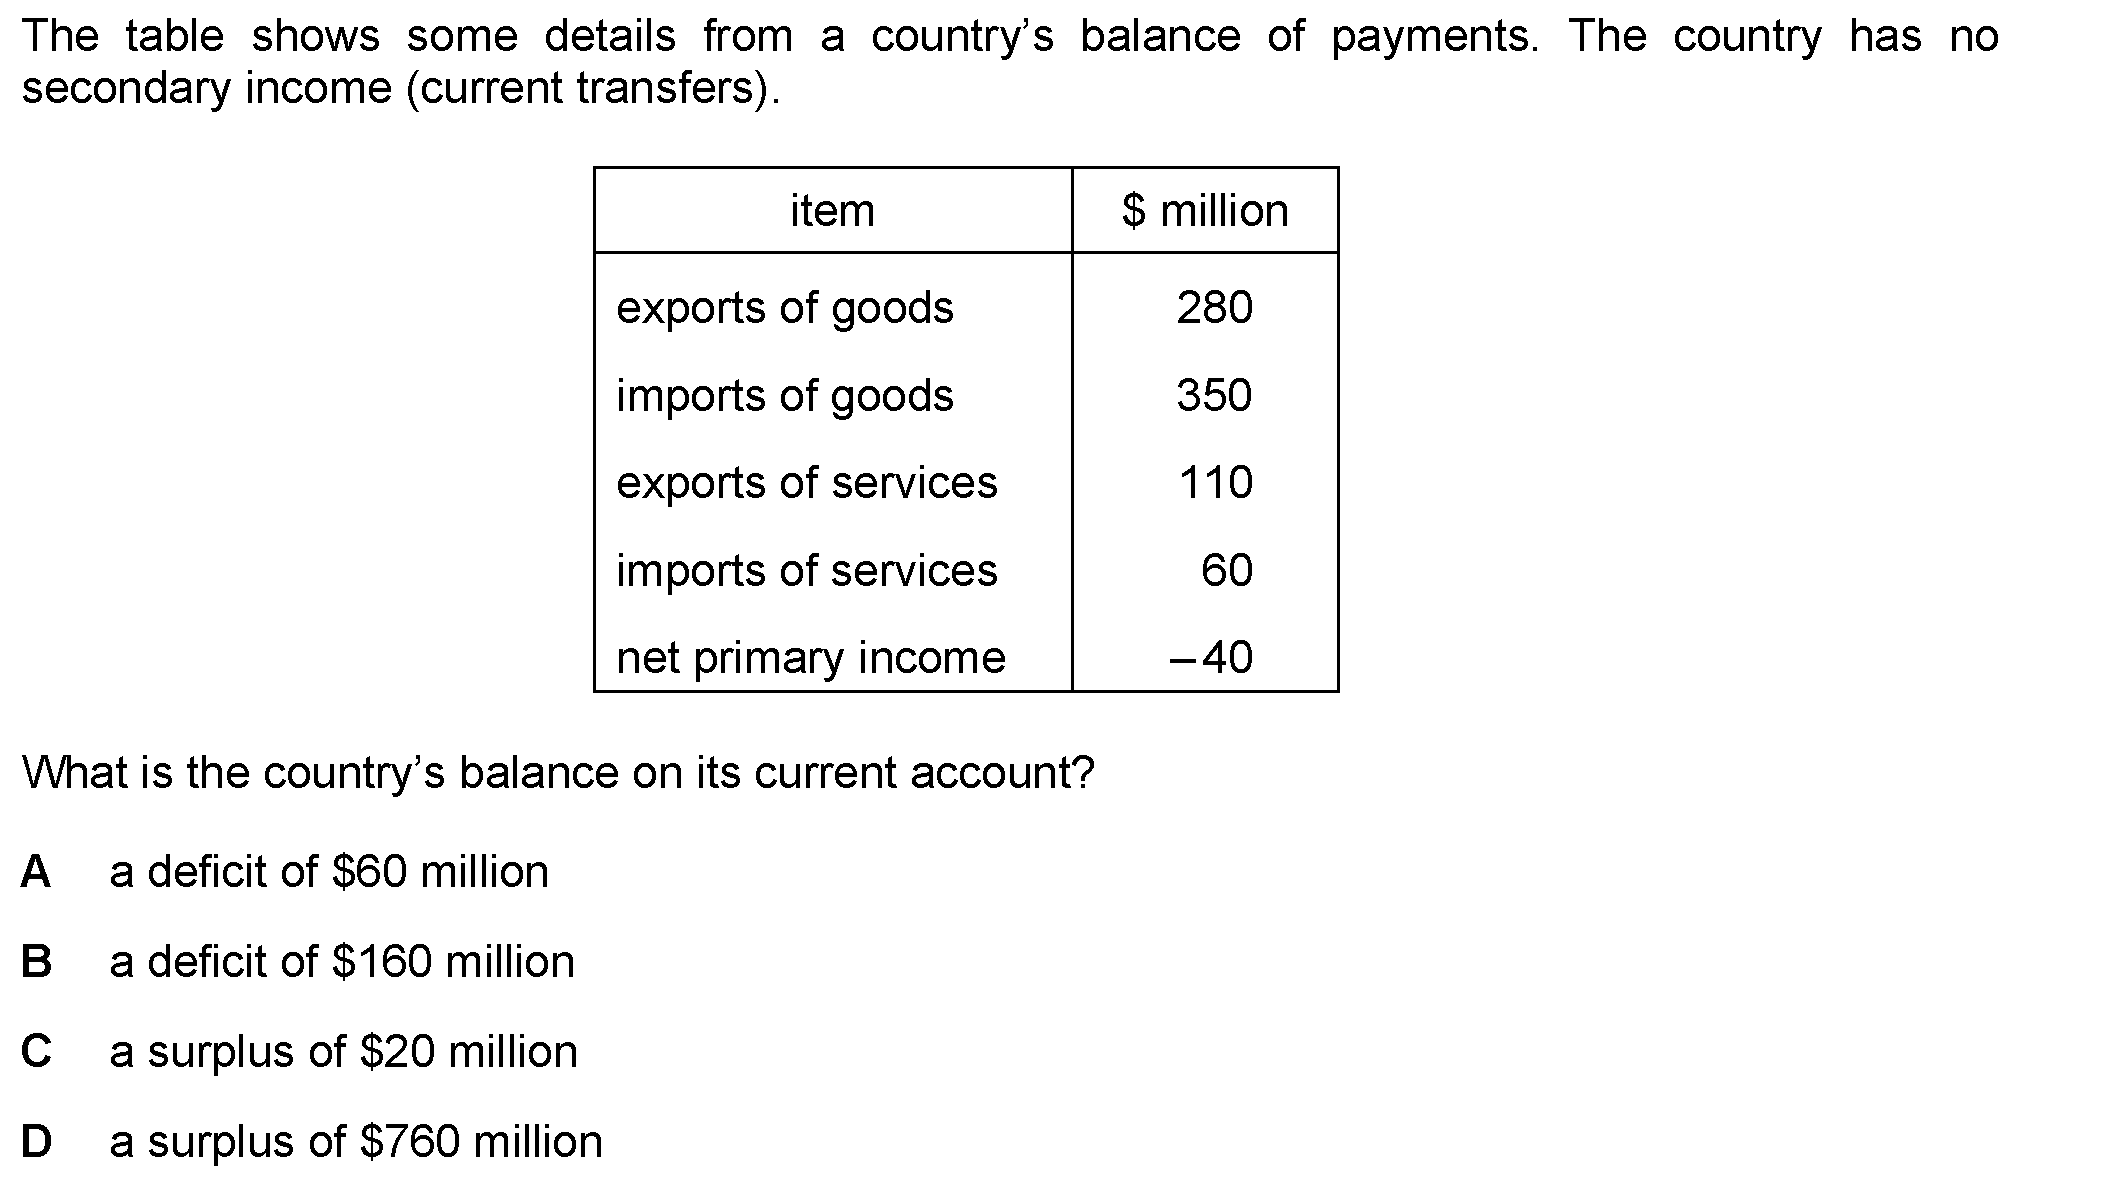 The table shows some details from a country’s balance of payments. The country has no
secondary income (current transfers).
item $ million
exports of goods 280
imports of goods 350
exports of services 110
imports of services 60
net primary income –40
What is the country’s balance on its current account?
A a deficit of $60 million
B a deficit of $160 million
C a surplus of $20 million
D a surplus of $760 million